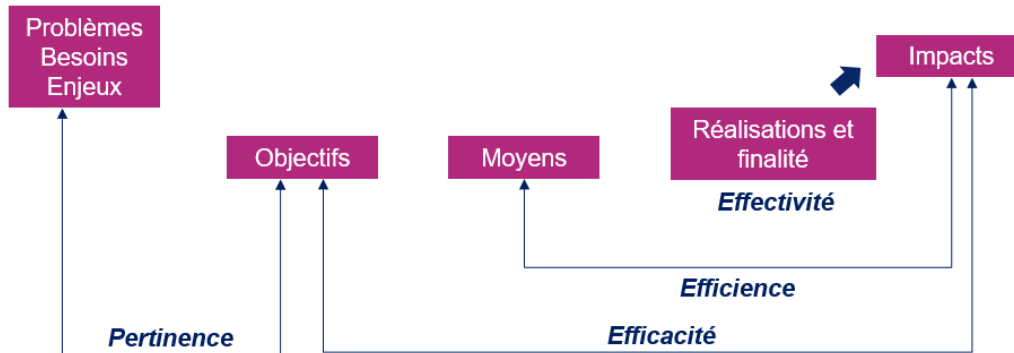 Problèmes
Besoins
Enjeux
Impacts
Objectifs
Moyens
Réalisations et
finalité
Effectivité
Efficience
Pertinence
Efficacité